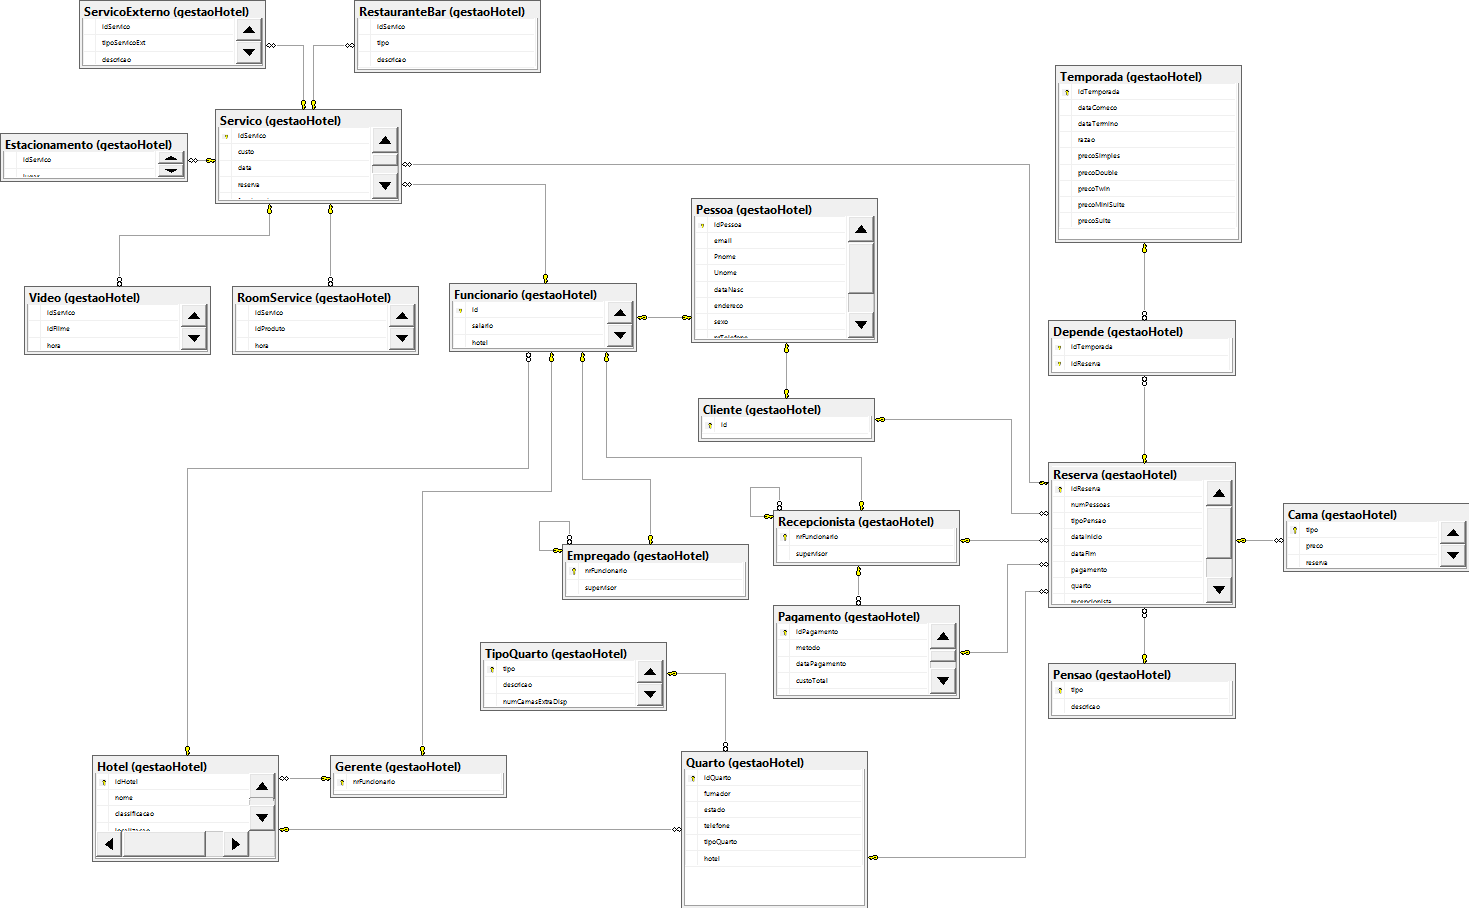 ServicoExterno (gestaoHotel)
idServico
tipoServicoExt
descricao
RestauranteBar (gestaoHotel)
idServico
tipo
descricao
Servico (gestaoHotel)
idServico
custo
data
reserva
Estacionamento (gestaoHotel)
idServico
Video (gestaoHotel)
idServico
idFilme
hora
RoomService (gestaoHotel)
idServico
idProduto
hora
Funcionario (gestaoHotel)
id
salario
hotel
Pessoa (gestaoHotel)
idPessoa
email
Pnome
Unome
dataNasc
endereco
sexo
nrTelefone
Cliente (gestaoHotel)
id
Temporada (gestaoHotel)
idTemporada
dataComeco
dataTermino
razao
precoSimples
precoDouble
precoTwin
precoMiniSuite
precoSuite
Depende (gestaoHotel)
idTemporada
idReserva
Reserva (gestaoHotel)
idReserva
numPessoas
tipoPensao
dataInicio
dataFim
pagamento
quarto
recepcionista
Cama (gestaoHotel)
tipo
preco
reserva
Recepcionista (gestaoHotel)
nrFuncionario
supervisor
Empregado (gestaoHotel)
nrFuncionario
supervisor
Pagamento (gestaoHotel)
idPagamento
metodo
dataPagamento
custoTotal
TipoQuarto (gestaoHotel)
tipo
descricao
numCamasExtraDisp
Pensao (gestaoHotel)
tipo
descricao
Hotel (gestaoHotel)
idHotel
nome
classificacao
localizacao
Gerente (gestaoHotel)
nrFuncionario
Quarto (gestaoHotel)
idQuarto
fumador
estado
telefone
tipoQuarto
hotel